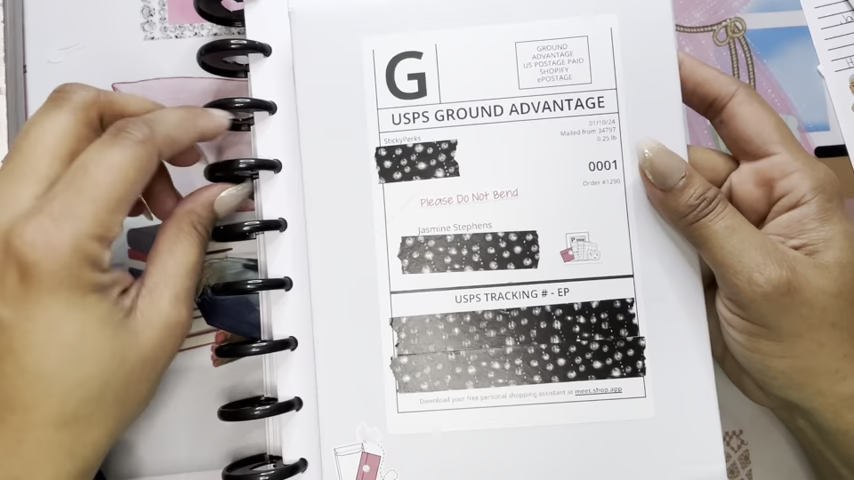 G
GROUND
ADVANTAGE
US POSTAGE PAID
SHOPIFY
ePOSTAGE
USPS GROUND ADVANTAGE
StickyPerks
01/10/24
Mailed from 34797
0.25 lb
0001
Order #1290
Please Do Not Bend
Jasmine Stephens
USPS TRACKING # - EP
Download your free personal shopping assistant at meet.shop.app